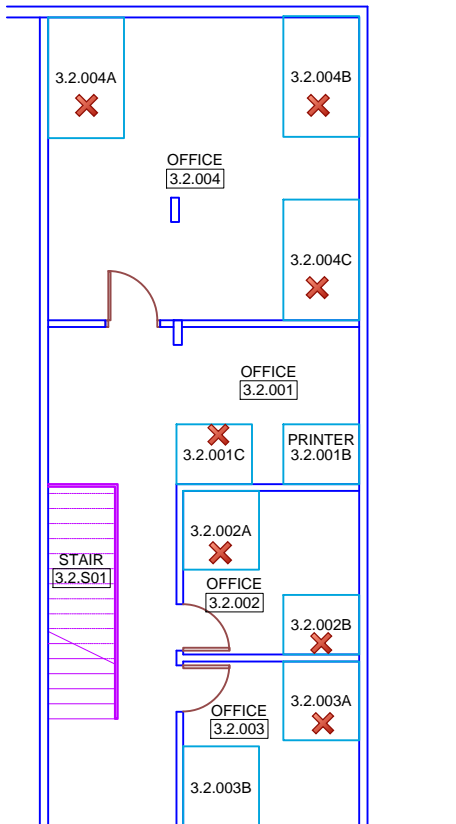 3.2.004A
3.2.004B
OFFICE
3.2.004
3.2.004C
OFFICE
3.2.001
3.2.001C
PRINTER
3.2.001B
3.2.002A
STAIR
3.2.S01
OFFICE
3.2.002
3.2.002B
3.2.003A
OFFICE
3.2.003
3.2.003B